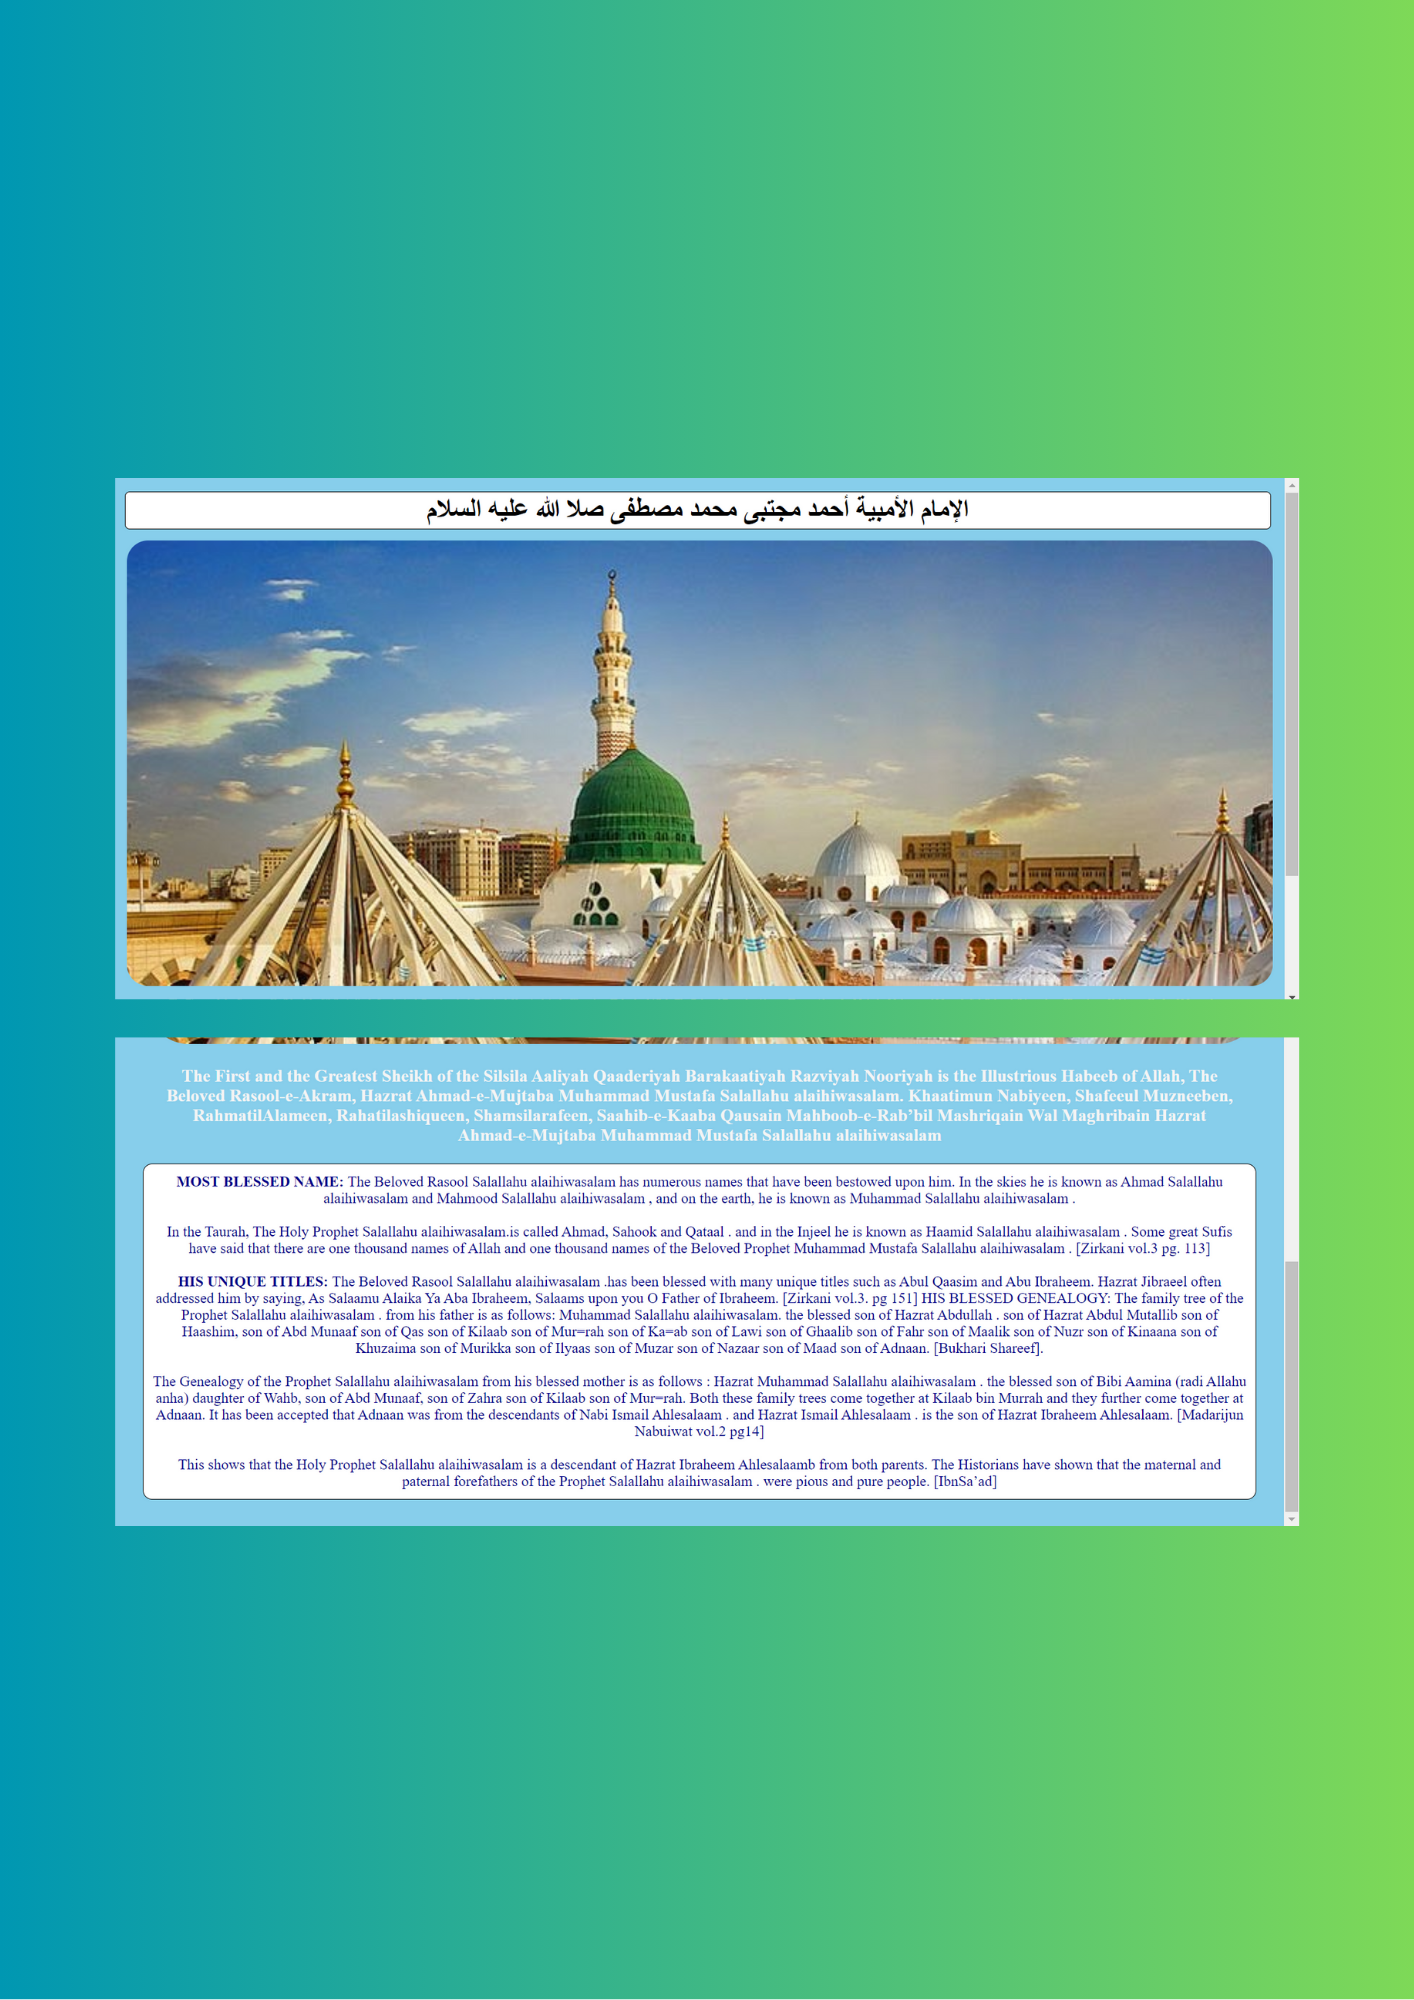 الإمام الأمبية أحمد مجتبى محمد مصطفى صلا الله عليه السلام
The First and the Greatest Sheikh of the Silsila Aaliyah Qaaderiyah Barakaatiyah Razviyah Nooriyah is the Illustrious Habeeb of Allah, The
Beloved Rasool-e-Akram, Hazrat Ahmad-e-Mujtaba Muhammad Mustafa Salallahu alaihiwasalam. Khaatimun Nabiyeen, Shafeeul Muzneeben,
RahmatilAlameen, Rahatilashiqueen, Shamsilarafeen, Saahib-e-Kaaba Qausain Mahboob-e-Rab’bil Mashriqain Wal Maghribain Hazrat
Ahmad-e-Mujtaba Muhammad Mustafa Salallahu alaihiwasalam
MOST BLESSED NAME: The Beloved Rasool Salallahu alaihiwasalam has numerous names that have been bestowed upon him. In the skies he is known as Ahmad Salallahu
alaihiwasalam and Mahmood Salallahu alaihiwasalam , and on the earth, he is known as Muhammad Salallahu alaihiwasalam .
In the Taurah, The Holy Prophet Salallahu alaihiwasalam.is called Ahmad, Sahook and Qataal . and in the Injeel he is known as Haamid Salallahu alaihiwasalam . Some great Sufis
have said that there are one thousand names of Allah and one thousand names of the Beloved Prophet Muhammad Mustafa Salallahu alaihiwasalam . [Zirkani vol.3 pg. 113]
HIS UNIQUE TITLES: The Beloved Rasool Salallahu alaihiwasalam .has been blessed with many unique titles such as Abul Qaasim and Abu Ibraheem. Hazrat Jibraeel often
addressed him by saying, As Salaamu Alaika Ya Aba Ibraheem, Salaams upon you O Father of Ibraheem. [Zirkani vol.3. pg 151] HIS BLESSED GENEALOGY: The family tree of the
Prophet Salallahu alaihiwasalam . from his father is as follows: Muhammad Salallahu alaihiwasalam. the blessed son of Hazrat Abdullah . son of Hazrat Abdul Mutallib son of
Haashim, son of Abd Munaaf son of Qas son of Kilaab son of Mur=rah son of Ka=ab son of Lawi son of Ghaalib son of Fahr son of Maalik son of Nuzr son of Kinaana son of
Khuzaima son of Murikka son of Ilyaas son of Muzar son of Nazaar son of Maad son of Adnaan. [Bukhari Shareef].
The Genealogy of the Prophet Salallahu alaihiwasalam from his blessed mother is as follows : Hazrat Muhammad Salallahu alaihiwasalam . the blessed son of Bibi Aamina (radi Allahu
anha) daughter of Wahb, son of Abd Munaaf, son of Zahra son of Kilaab son of Mur=rah. Both these family trees come together at Kilaab bin Murrah and they further come together at
Adnaan. It has been accepted that Adnaan was from the descendants of Nabi Ismail Ahlesalaam . and Hazrat Ismail Ahlesalaam . is the son of Hazrat Ibraheem Ahlesalaam. [Madarijun
Nabuiwat vol.2 pg14]
This shows that the Holy Prophet Salallahu alaihiwasalam is a descendant of Hazrat Ibraheem Ahlesalaamb from both parents. The Historians have shown that the maternal and
paternal forefathers of the Prophet Salallahu alaihiwasalam . were pious and pure people. [IbnSa’ad]